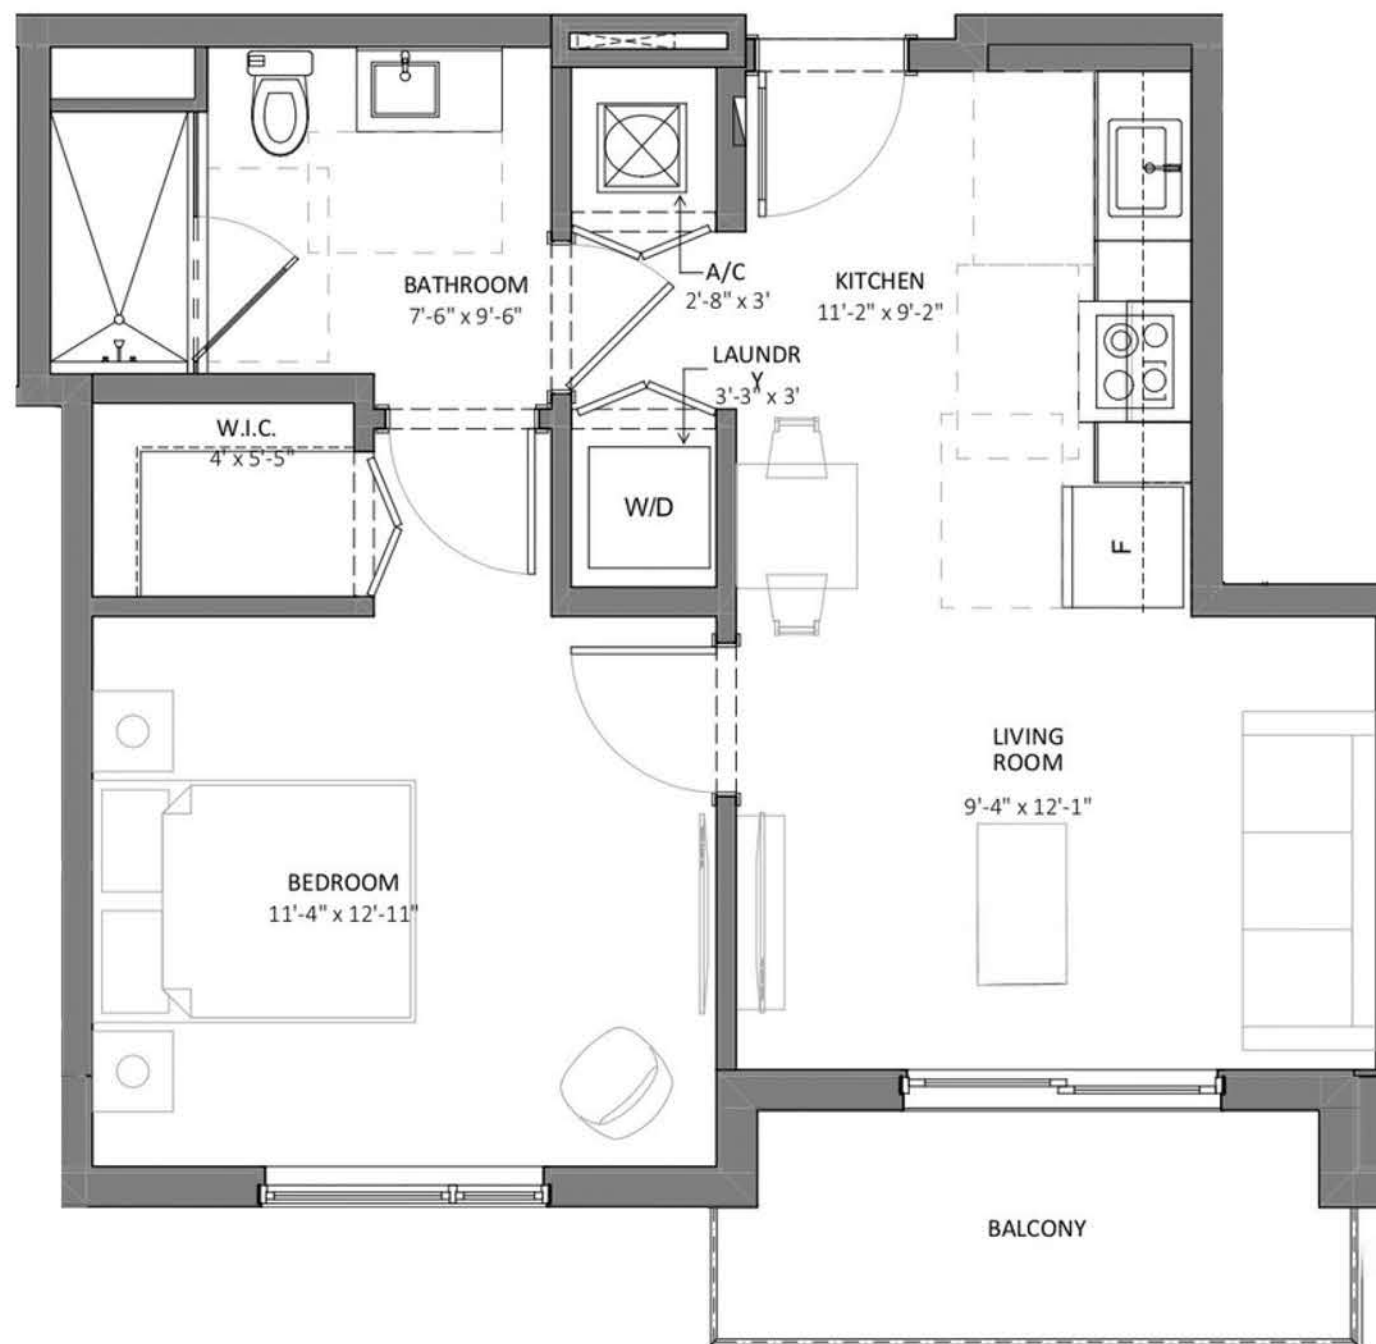 BATHROOM
7'-6" x 9'-6"
A/C
2'-8" x 3'
KITCHEN
11'-2" x 9'-2"
LAUNDR
Y
3'-3" x 3'
W.I.C.
4' x 5'-5"
W/D
F
LIVING
ROOM
9'-4" x 12'-1"
BEDROOM
11'-4" x 12'-11"
BALCONY